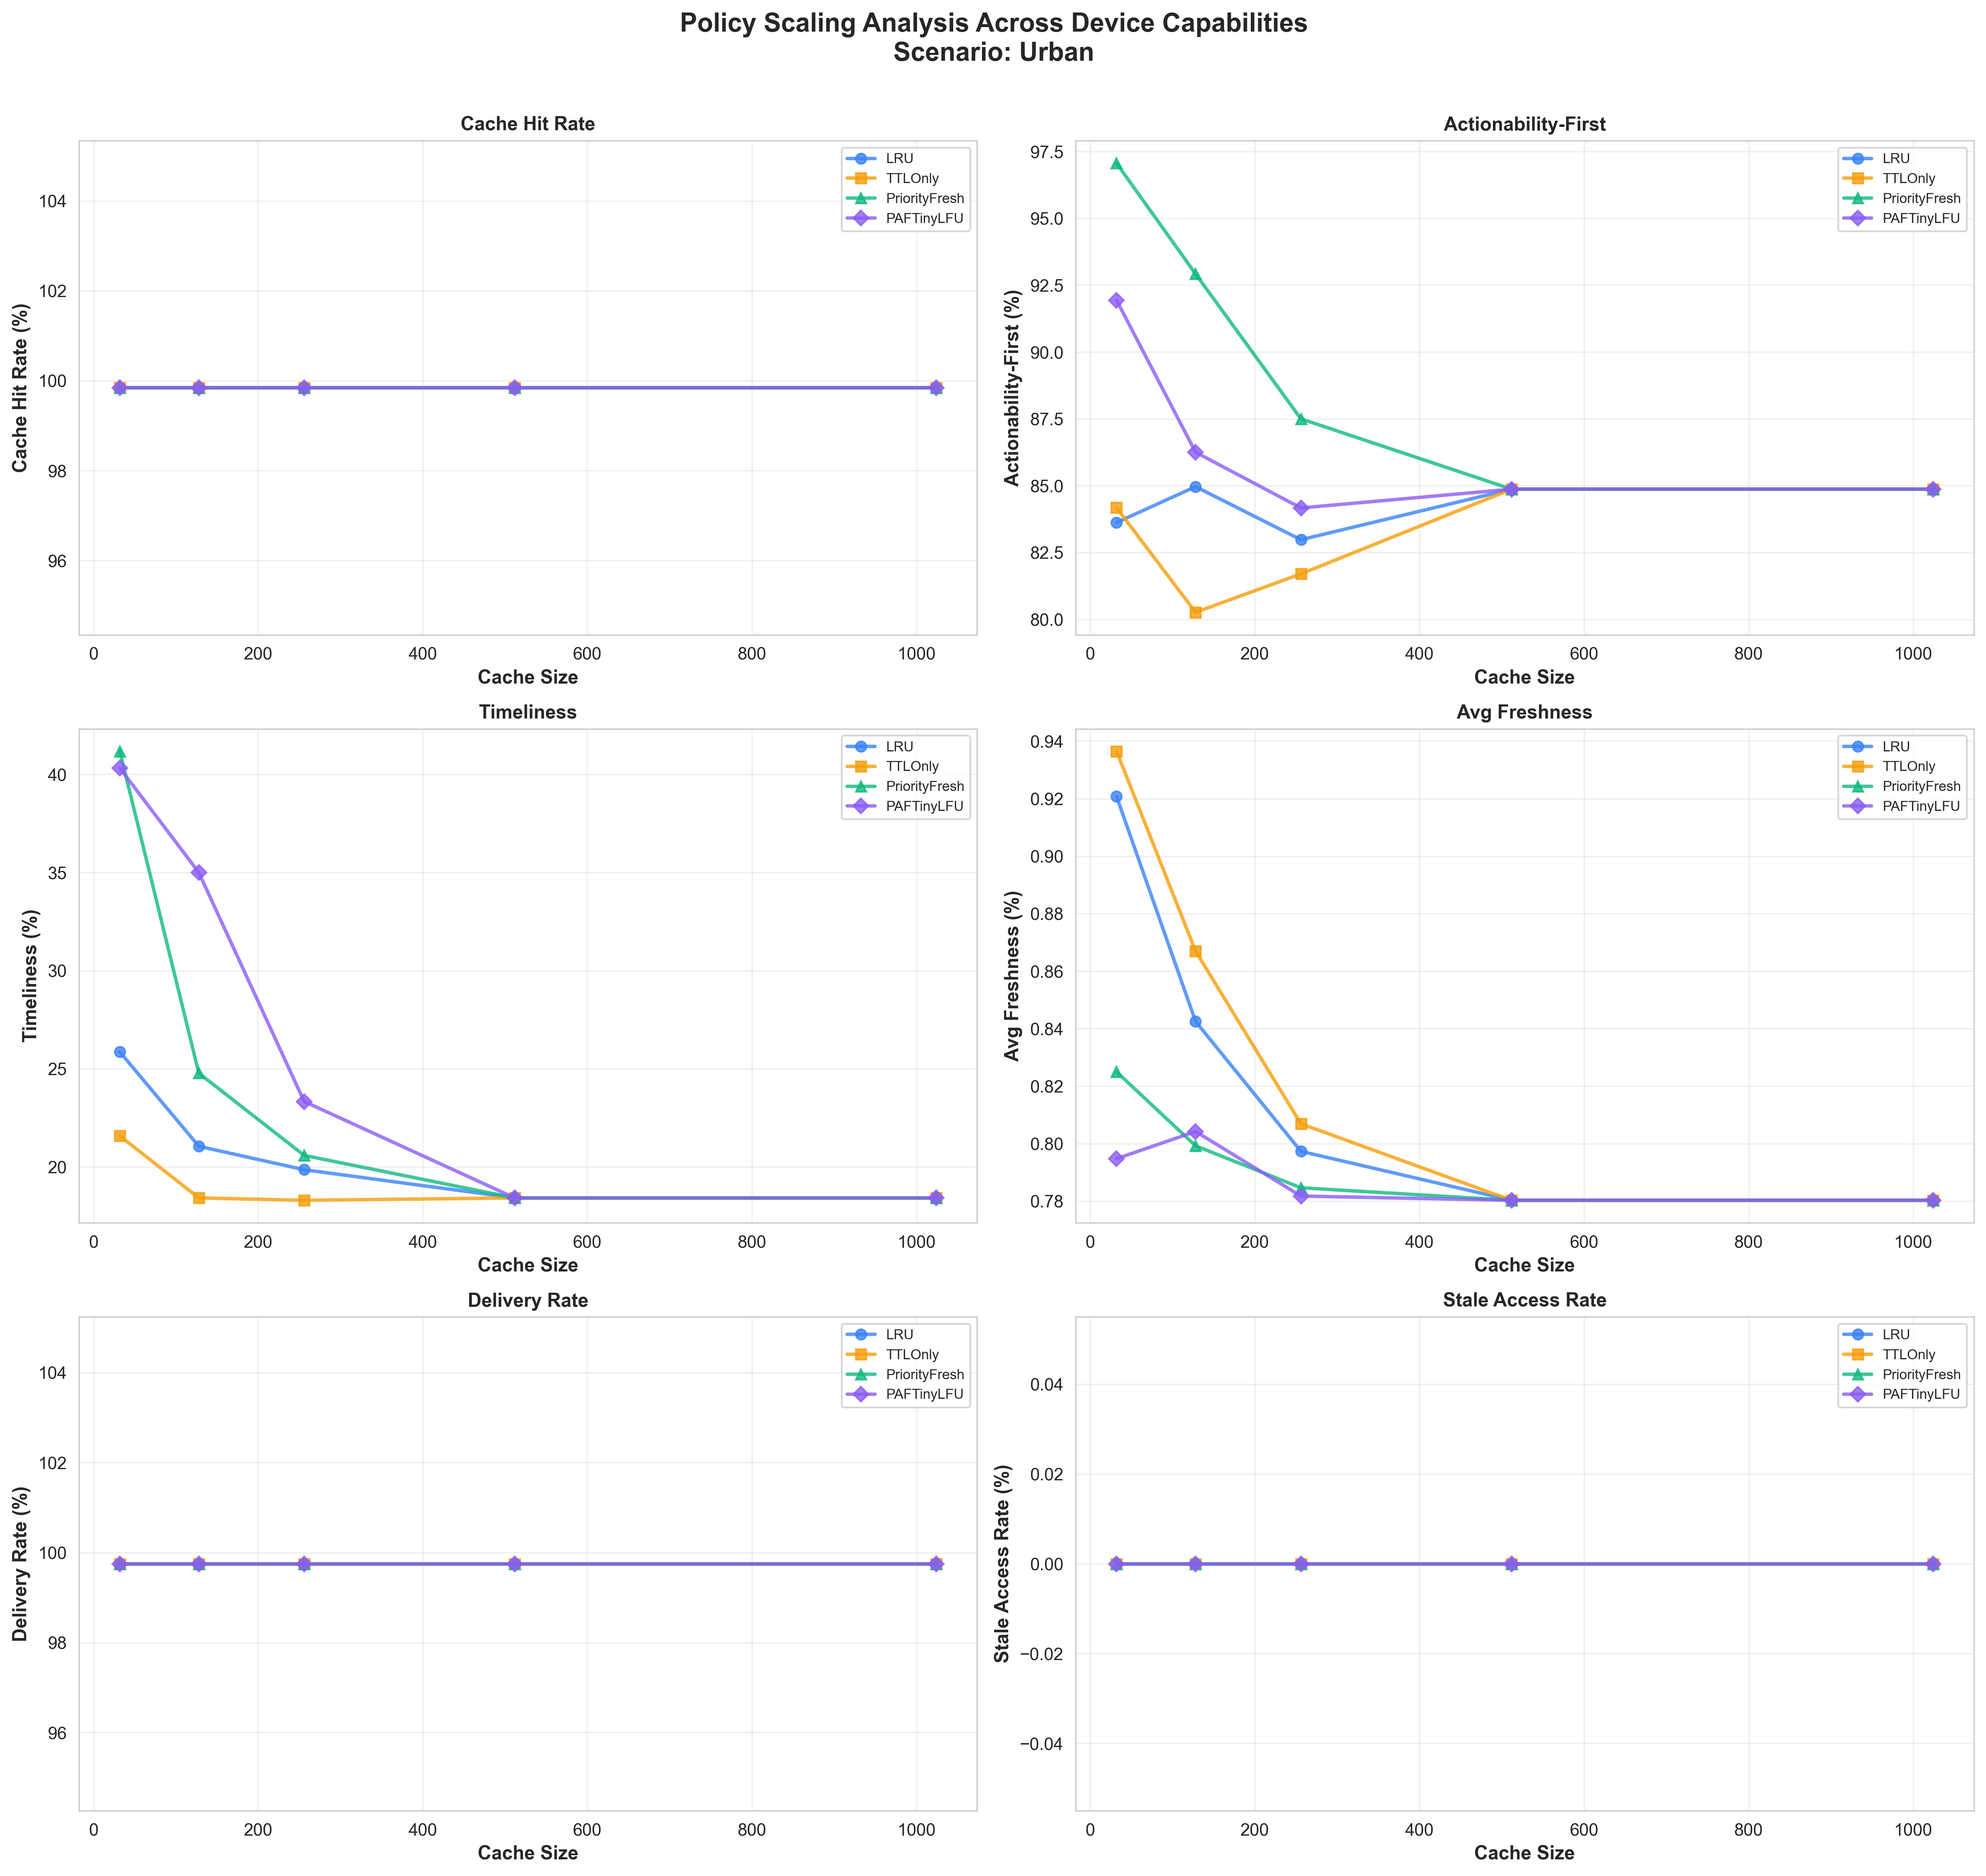 Policy Scaling Analysis Across Device Capabilities
Scenario: Urban
Cache Hit Rate
Cache Hit Rate (%)
104
102
100
98
96
0 200 400 600 800 1000
Cache Size
LRU
TTLOnly
PriorityFresh
PAFTinyLFU
Actionability-First
Actionability-First (%)
97.5
95.0
92.5
90.0
87.5
85.0
82.5
80.0
0 200 400 600 800 1000
Cache Size
LRU
TTLOnly
PriorityFresh
PAFTinyLFU
Timeliness
Timeliness (%)
40
35
30
25
20
0 200 400 600 800 1000
Cache Size
LRU
TTLOnly
PriorityFresh
PAFTinyLFU
Avg Freshness
Avg Freshness (%)
0.94
0.92
0.90
0.88
0.86
0.84
0.82
0.80
0.78
0 200 400 600 800 1000
Cache Size
LRU
TTLOnly
PriorityFresh
PAFTinyLFU
Delivery Rate
Delivery Rate (%)
104
102
100
98
96
0 200 400 600 800 1000
Cache Size
LRU
TTLOnly
PriorityFresh
PAFTinyLFU
Stale Access Rate
Stale Access Rate (%)
0.04
0.02
0.00
−0.02
−0.04
0 200 400 600 800 1000
Cache Size
LRU
TTLOnly
PriorityFresh
PAFTinyLFU